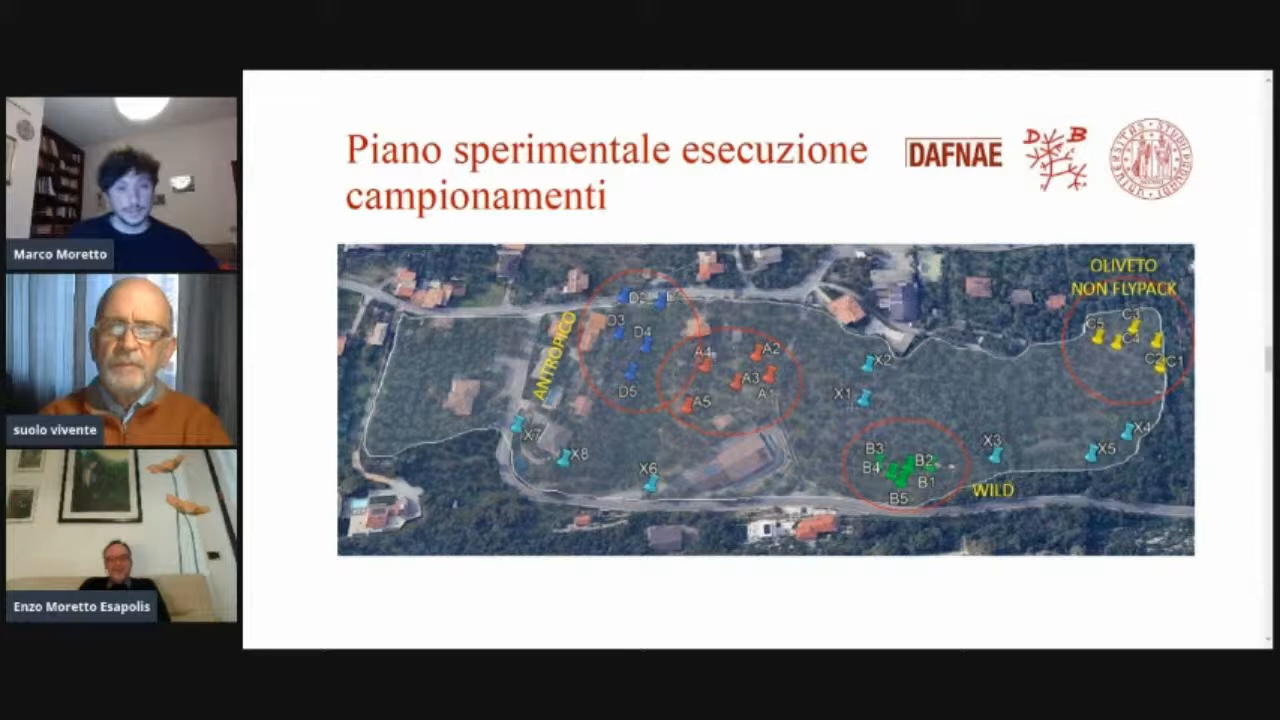 Piano sperimentale esecuzione
campionamenti
DAFNAE
D B
Marco Moretto
suolo vivente
Enzo Moretto Esapolis
OLIVETO
NON FLYPACK
ANTROPICO
WILD
D2
D3
D4
D5
A4
A2
A3
A1
A5
X2
X1
C5
C3
C4
C2
C1
X7
X8
X6
B3
B4
B2
B1
B5
X3
X4
X5